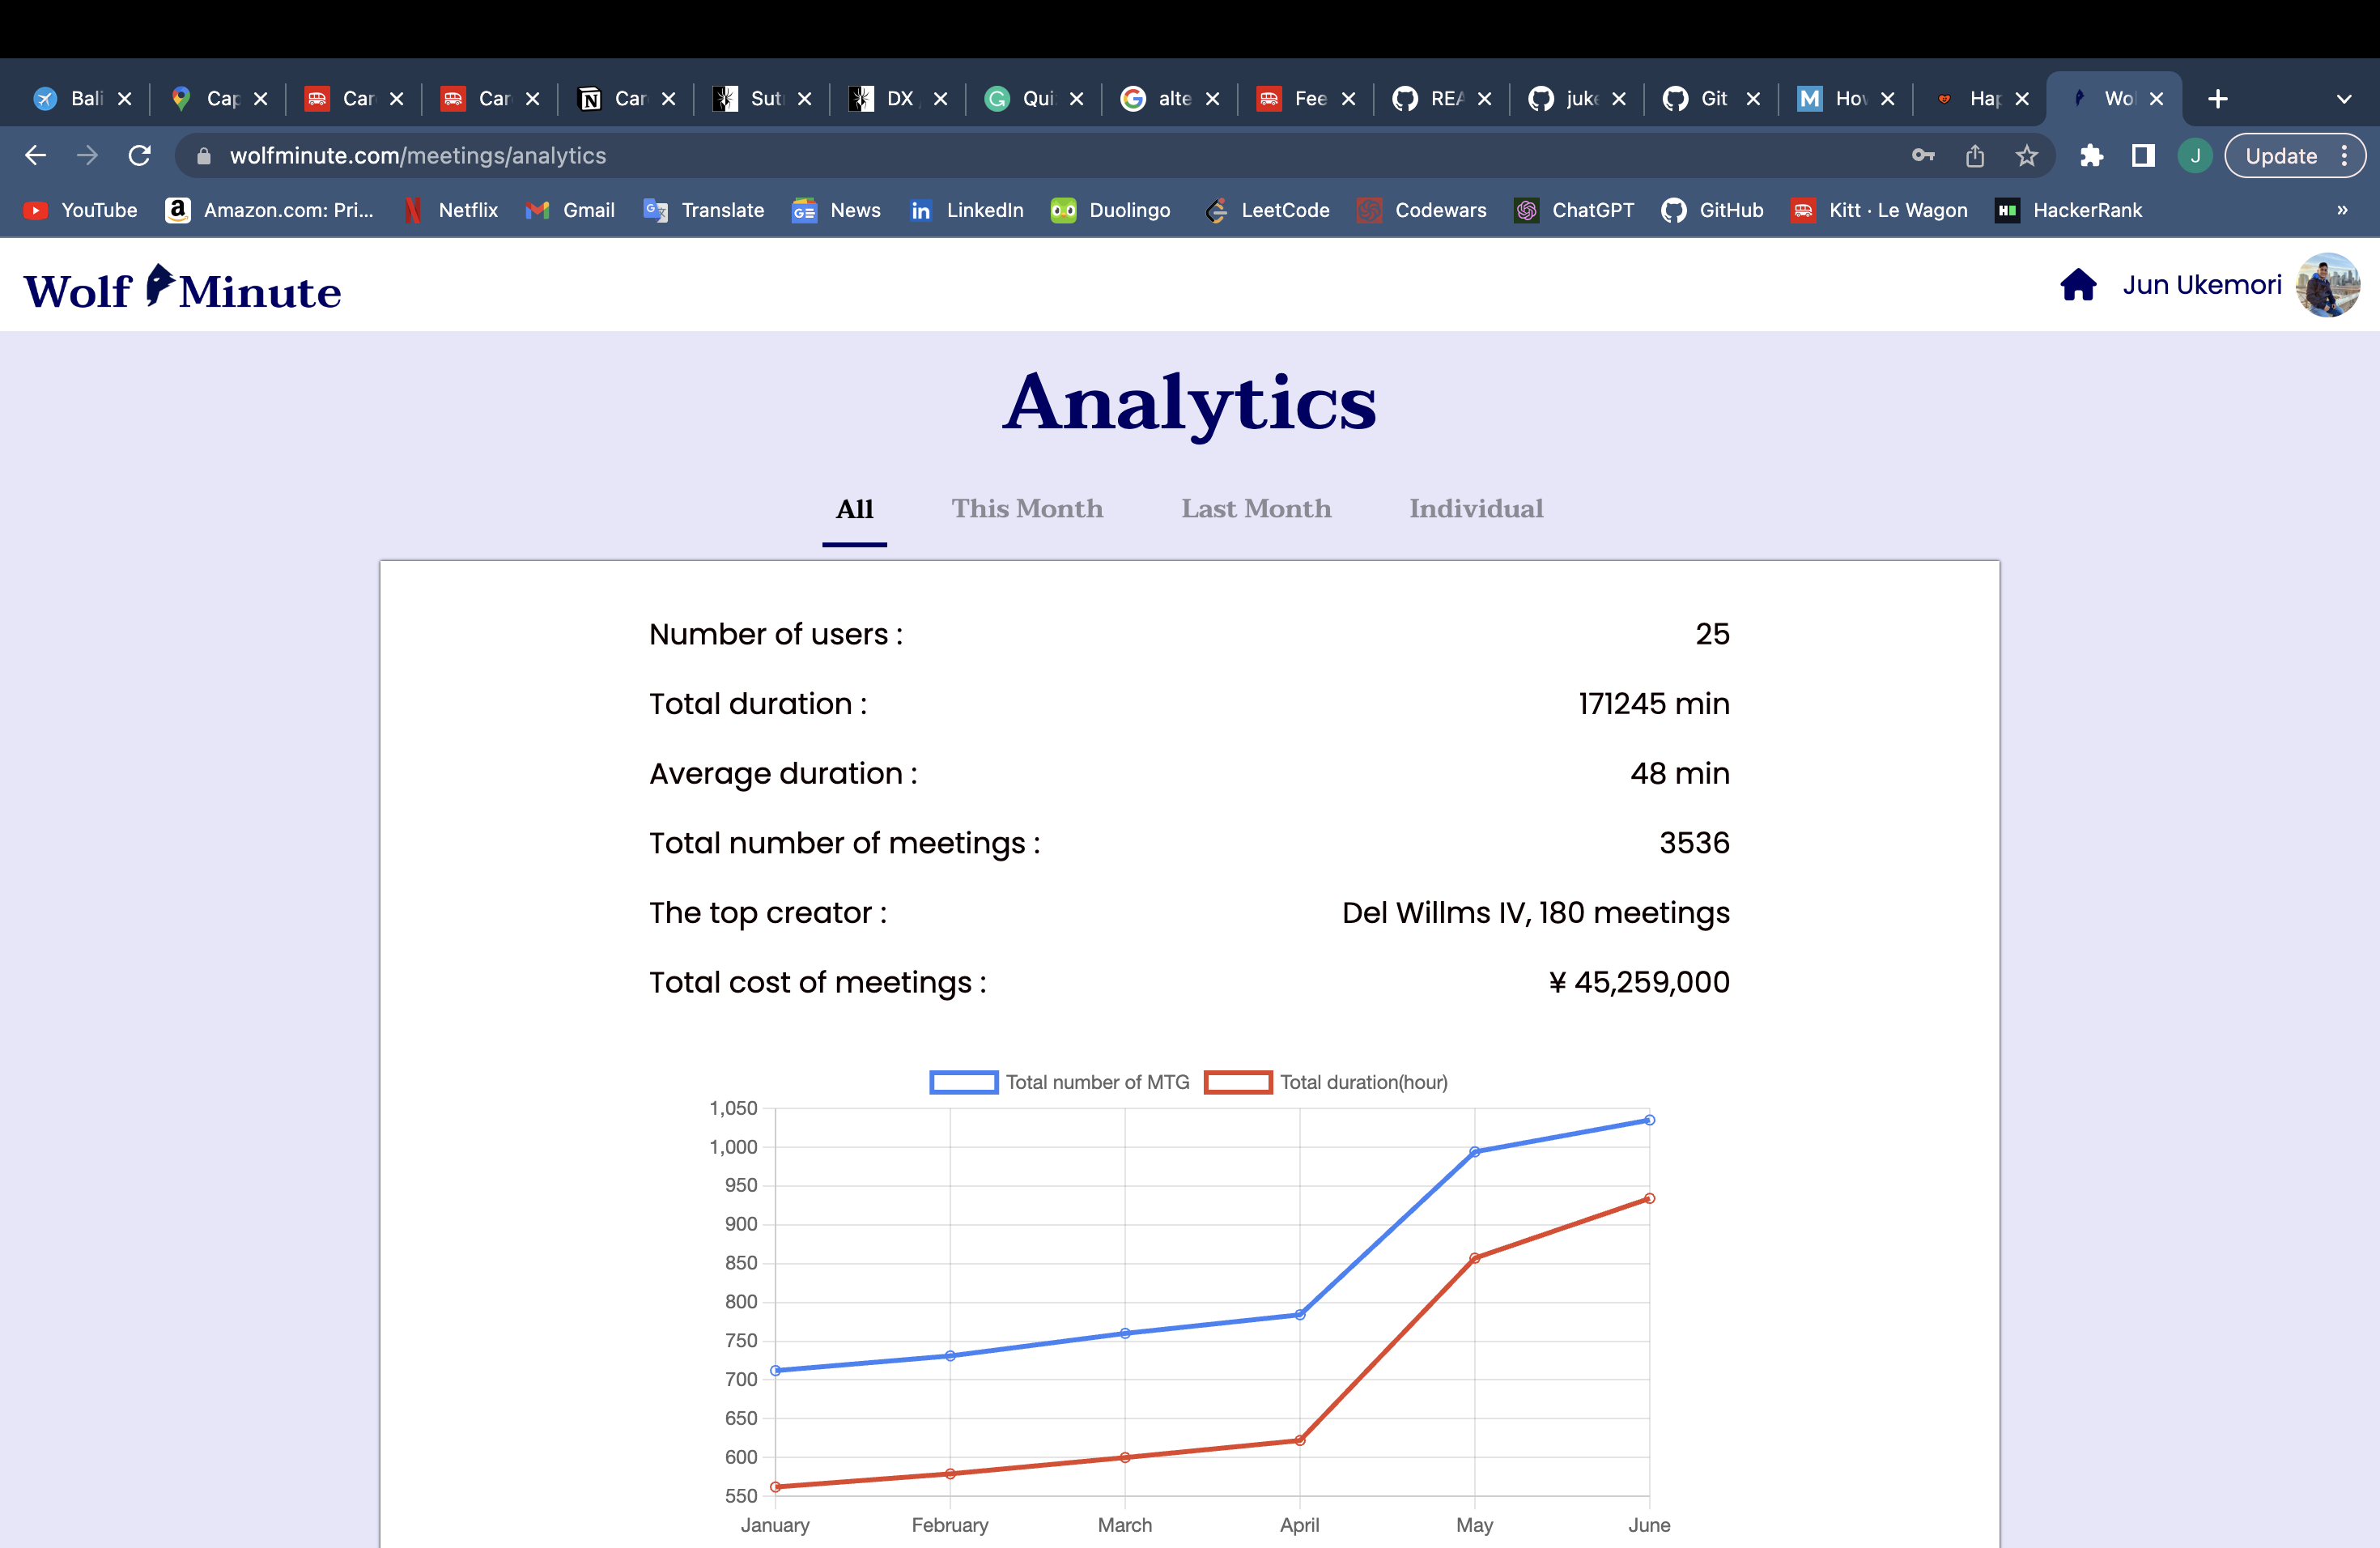 Bali Cap Car Car Car Sut DX Qui alte Fee REA juke Git How Hap Wol
wolfminute.com/meetings/analytics J Update
YouTube Amazon.com: Pri... Netflix Gmail Translate News LinkedIn Duolingo LeetCode Codewars ChatGPT GitHub Kitt · Le Wagon HackerRank »
Wolf Minute Jun Ukemori
Analytics
All This Month Last Month Individual
Number of users : 25
Total duration : 171245 min
Average duration : 48 min
Total number of meetings : 3536
The top creator : Del Willms IV, 180 meetings
Total cost of meetings : ¥ 45,259,000
Total number of MTG Total duration(hour)
1,050
1,000
950
900
850
800
750
700
650
600
550
January February March April May June